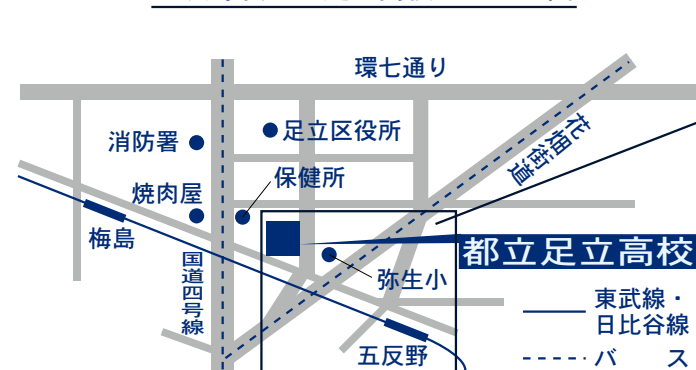 環七通り
消防署
足立区役所
花畑街道
焼肉屋
保健所
梅島
国道四号線
都立足立高校
弥生小
東武線・
日比谷線
五反野
バス